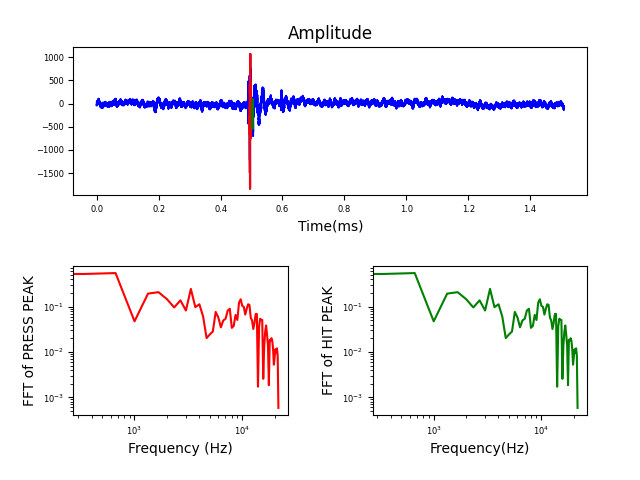 Amplitude
1000
500
0
−500
−1000
−1500
0.0 0.2 0.4 0.6 0.8 1.0 1.2 1.4
Time(ms)
FFT of PRESS PEAK
10⁻¹
10⁻²
10⁻³
10³ 10⁴
Frequency (Hz)
FFT of HIT PEAK
10⁻¹
10⁻²
10⁻³
10³ 10⁴
Frequency(Hz)